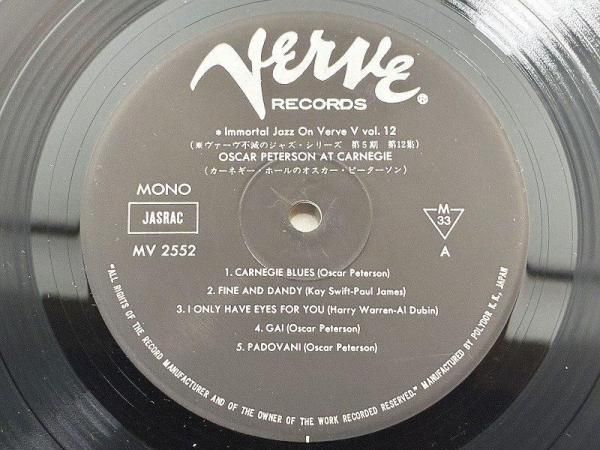 Verve
RECORDS ®
* Immortal Jazz On Verve V vol. 12
(※ヴァーヴ不滅のジャズ・シリーズ 第5期 第12集)
OSCAR PETERSON AT CARNEGIE
(カーネギー・ホールのオスカー・ピーターソン)
MONO
JASRAC
MV 2552
M
33
A
1. CARNEGIE BLUES (Oscar Peterson)
2. FINE AND DANDY (Kay Swift-Paul James)
3. I ONLY HAVE EYES FOR YOU (Harry Warren-Al Dubin)
4. GAI (Oscar Peterson)
5. PADOVANI (Oscar Peterson)
"ALL RIGHTS OF THE RECORD MANUFACTURER AND OF THE OWNER OF THE WORK RECORDED RESERVED." MANUFACTURED BY POLYDOR K. K., JAPAN